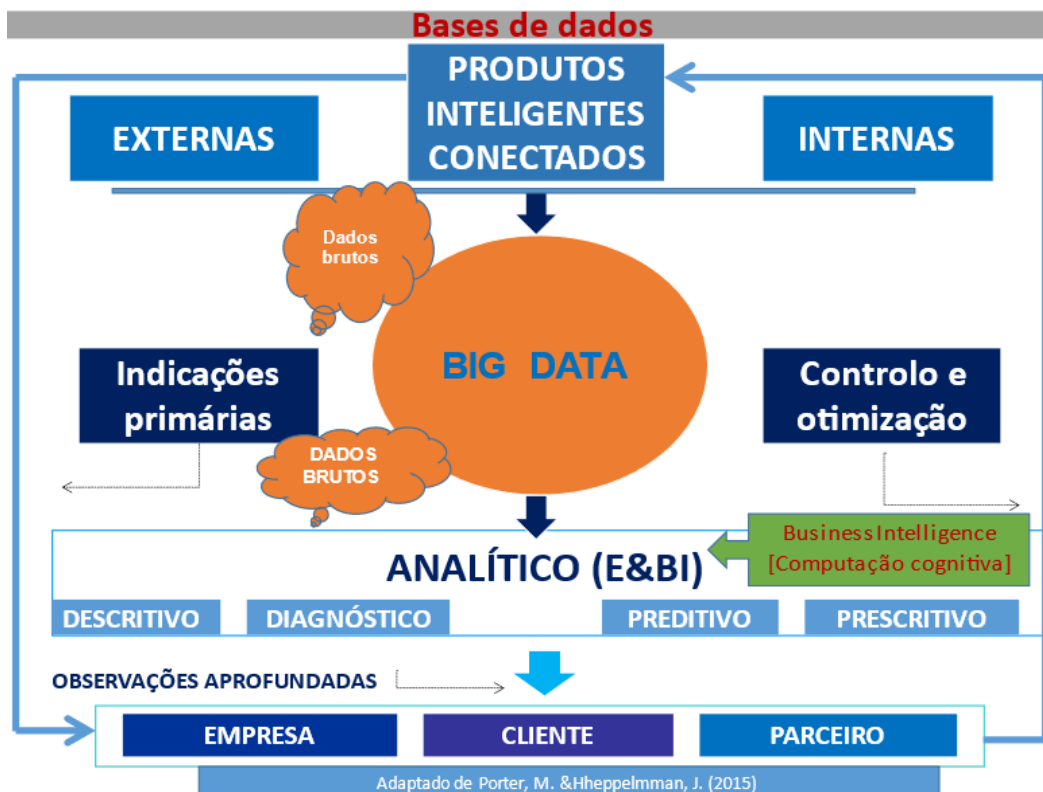 Bases de dados
PRODUTOS
INTELIGENTES
CONECTADOS
EXTERNAS
INTERNAS
Dados
brutos
BIG DATA
Indicações
primárias
Controlo e
otimização
DADOS
BRUTOS
Business Intelligence
[Computação cognitiva]
ANALÍTICO (E&BI)
DESCRITIVO
DIAGNÓSTICO
PREDITIVO
PRESCRITIVO
OBSERVAÇÕES APROFUNDADAS
EMPRESA
CLIENTE
PARCEIRO
Adaptado de Porter, M. &Hheppelmman, J. (2015)